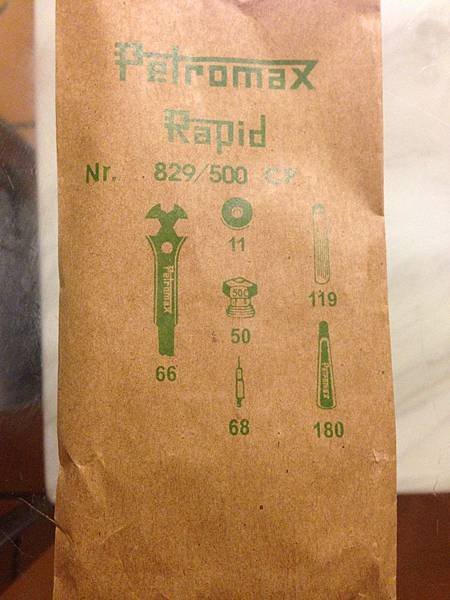 Petromax
Rapid
Nr. 829/500 CP
Petromax
66
11
500
50
68
119
Petromax
180